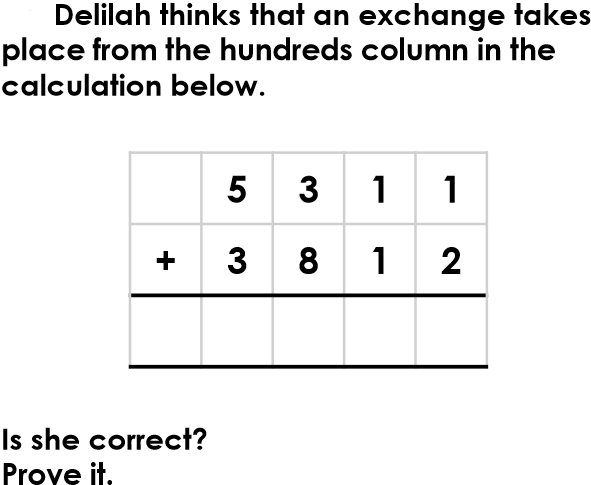 Delilah thinks that an exchange takes
place from the hundreds column in the
calculation below.
5 3 1 1
+ 3 8 1 2
Is she correct?
Prove it.